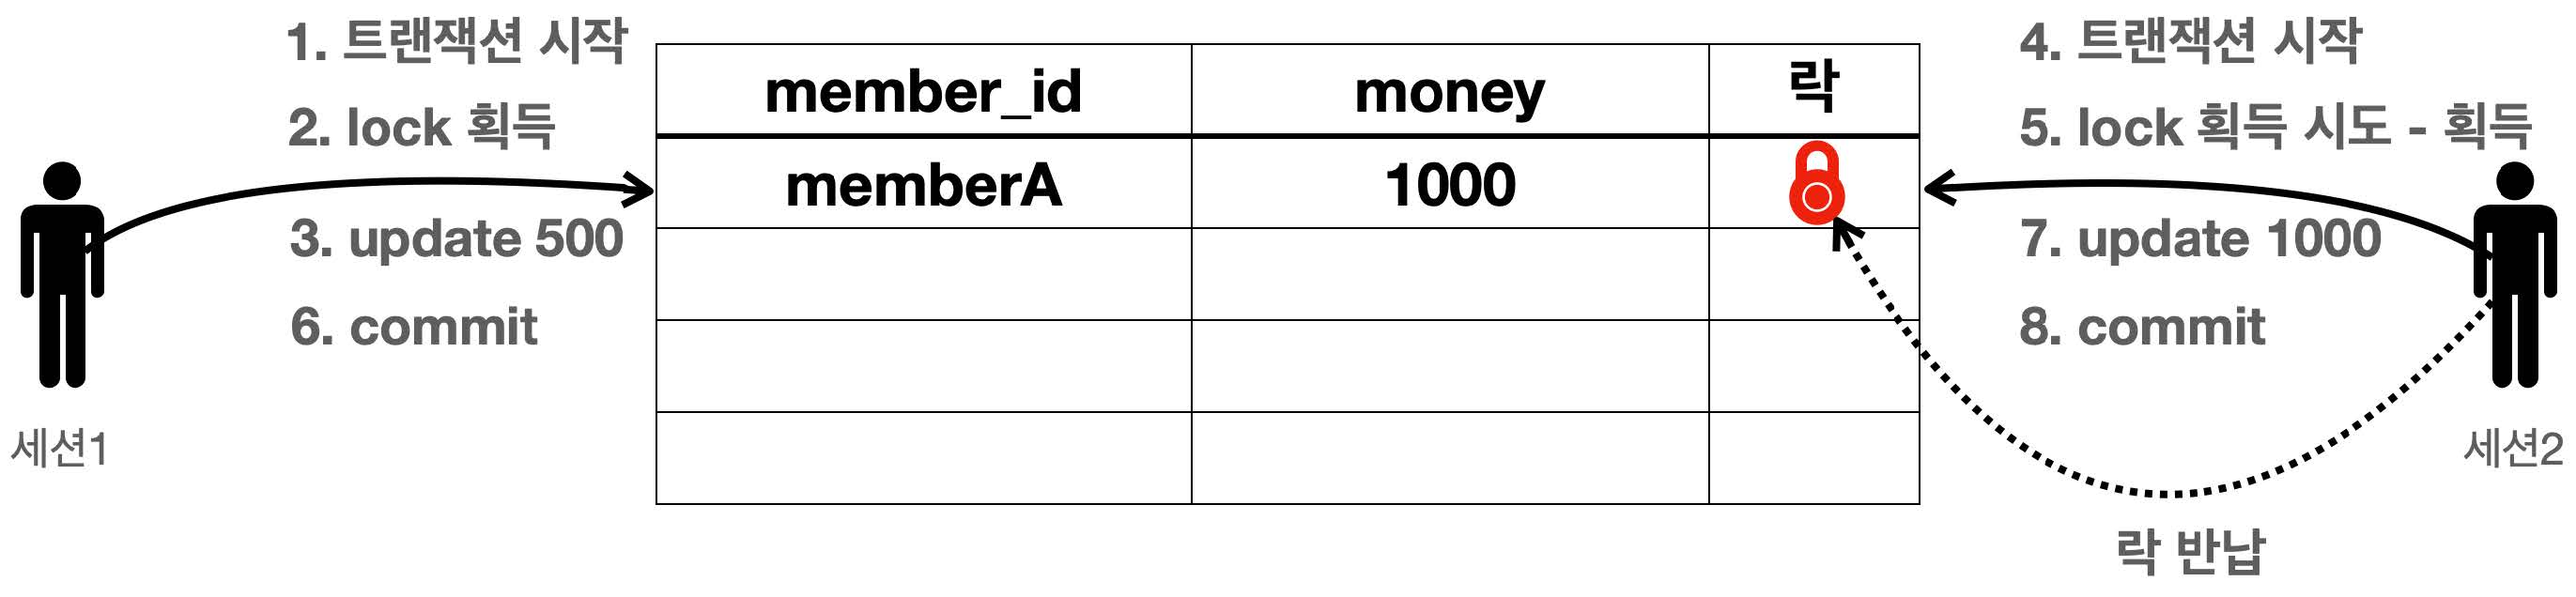 1. 트랜잭션 시작
2. lock 획득
3. update 500
6. commit
세션1
member_id money 락
memberA 1000
4. 트랜잭션 시작
5. lock 획득 시도 - 획득
7. update 1000
8. commit
세션2
락 반납